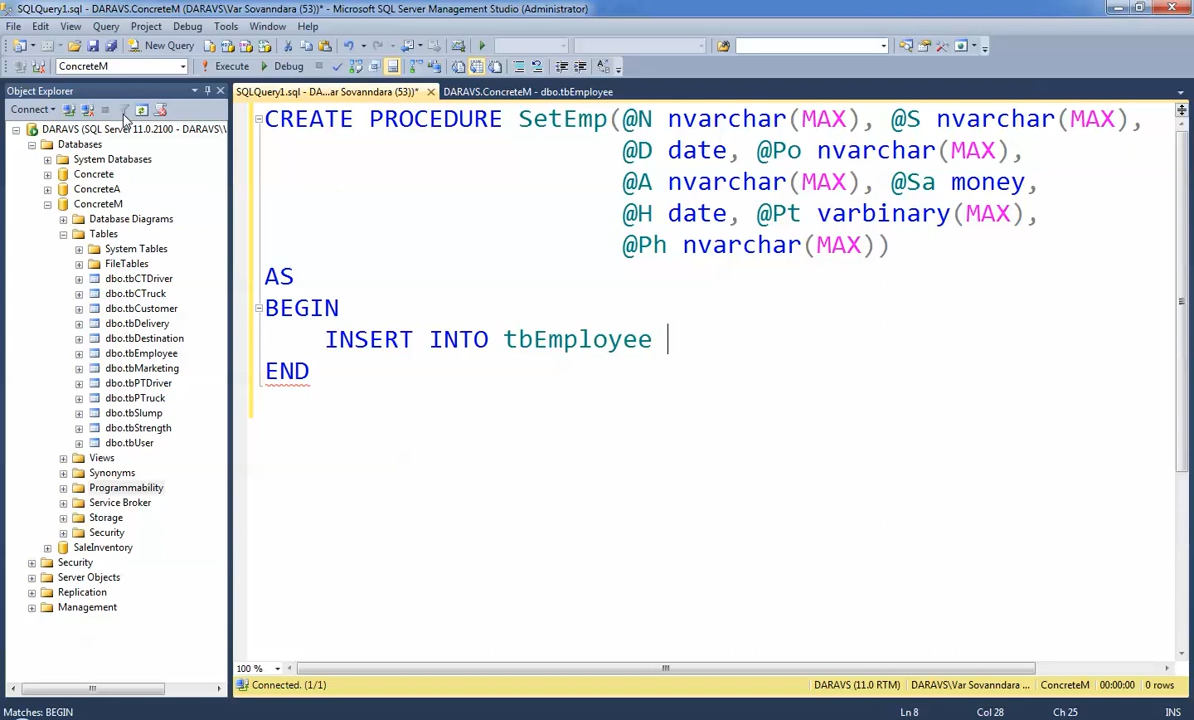 SQLQuery1.sql - DARAVS.ConcreteM (DARAVS\Var Sovanndara (53))* - Microsoft SQL Server Management Studio (Administrator)
File Edit View Query Project Debug Tools Window Help
New Query
ConcreteM Execute Debug
Object Explorer
SQLQuery1.sql - DA...ar Sovanndara (53))* DARAVS.ConcreteM - dbo.tbEmployee
Connect
DARAVS (SQL Server 11.0.2100 - DARAVS\
Databases
System Databases
Concrete
ConcreteA
ConcreteM
Database Diagrams
Tables
System Tables
FileTables
dbo.tbCTDriver
dbo.tbCTruck
dbo.tbCustomer
dbo.tbDelivery
dbo.tbDestination
dbo.tbEmployee
dbo.tbMarketing
dbo.tbPTDriver
dbo.tbPTruck
dbo.tbSlump
dbo.tbStrength
dbo.tbUser
Views
Synonyms
Programmability
Service Broker
Storage
Security
SaleInventory
Security
Server Objects
Replication
Management
CREATE PROCEDURE SetEmp(@N nvarchar(MAX), @S nvarchar(MAX),
@D date, @Po nvarchar(MAX),
@A nvarchar(MAX), @Sa money,
@H date, @Pt varbinary(MAX),
@Ph nvarchar(MAX))
AS
BEGIN
INSERT INTO tbEmployee
END
100 %
Connected. (1/1) DARAVS (11.0 RTM) DARAVS\Var Sovanndara ... ConcreteM 00:00:00 0 rows
Matches: BEGIN Ln 8 Col 28 Ch 25 INS